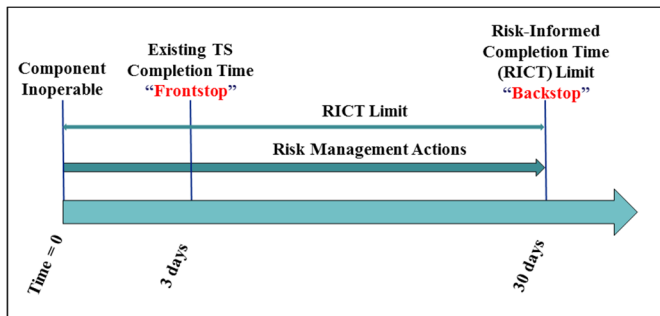 Component
Inoperable
Existing TS
Completion Time
“Frontstop”
Risk-Informed
Completion Time
(RICT) Limit
“Backstop”
RICT Limit
Risk Management Actions
Time = 0
3 days
30 days